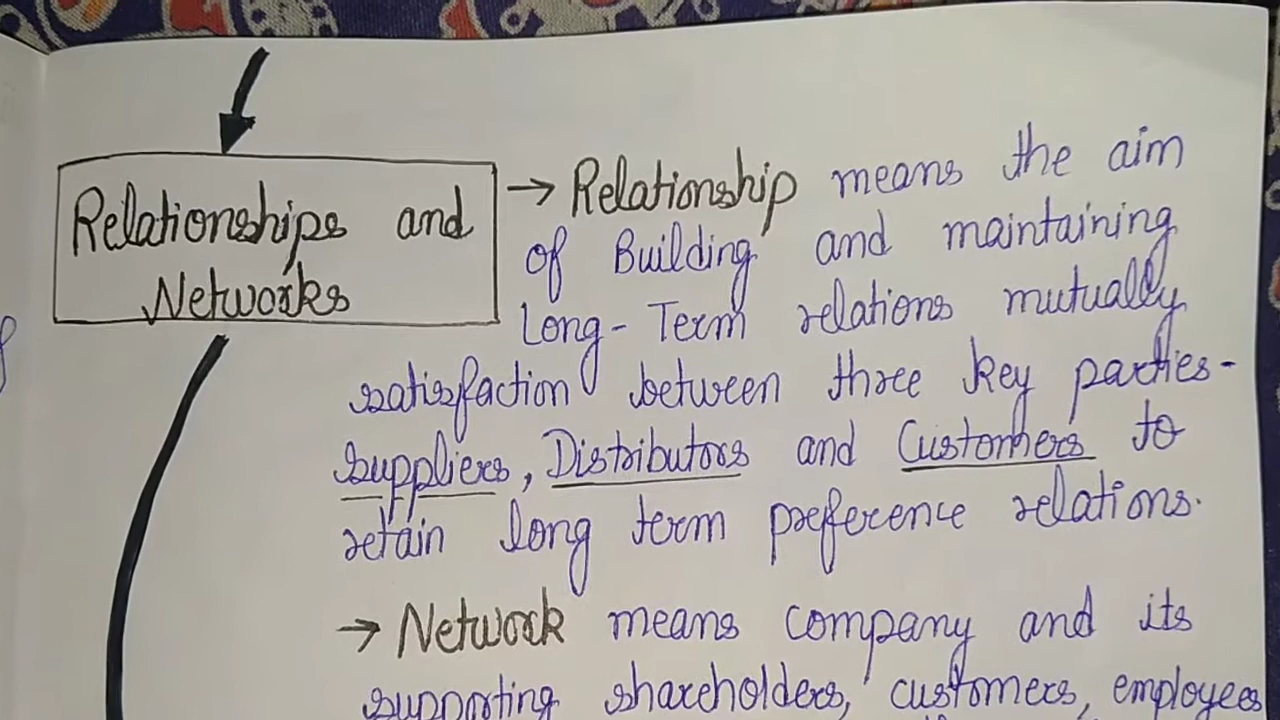 Relationships and
Networks
→ Relationship means the aim
of Building and maintaining
Long-Term relations mutually
satisfaction between three key parties-
suppliers, Distributors and Customers to
retain long term preference relations.
→ Network means company and its
supporting shareholders, customers, employees